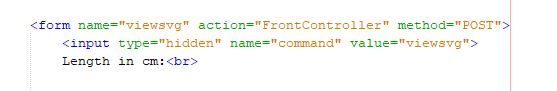 <form name="viewsvg" action="FrontController" method="POST">
<input type="hidden" name="command" value="viewsvg">
Length in cm:<br>